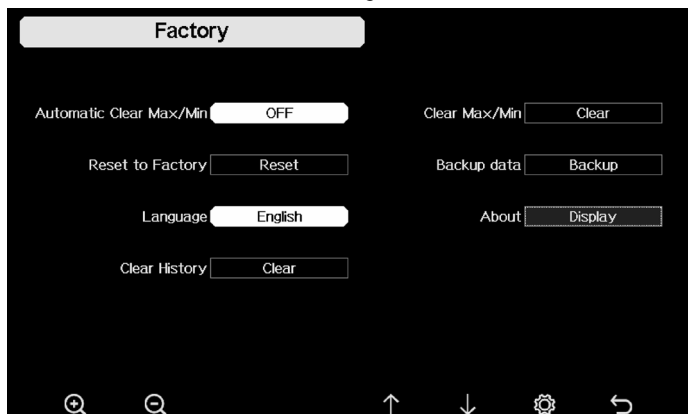 Factory
Automatic Clear Max/Min OFF
Clear Max/Min Clear
Reset to Factory Reset
Backup data Backup
Language English
About Display
Clear History Clear